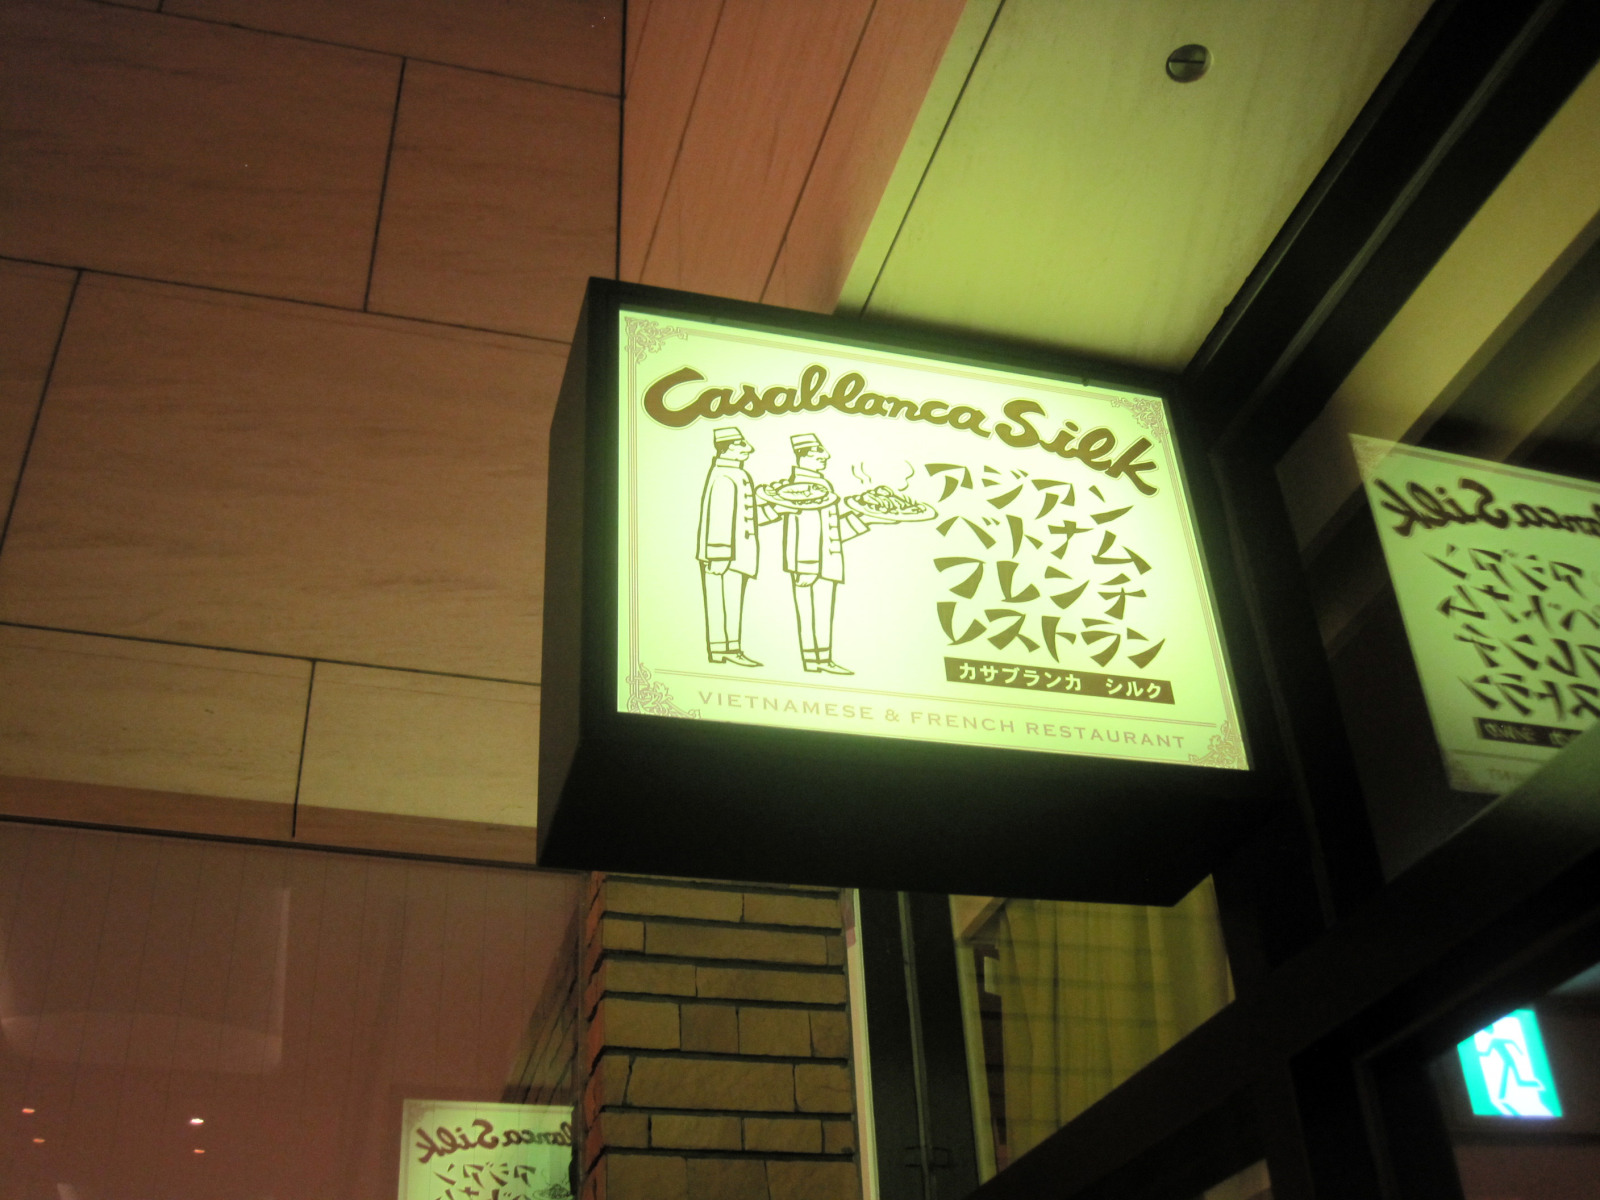 Casablanca Silk
アジアン
ベトナム
フレンチ
レストラン
カサブランカ シルク
VIETNAMESE & FRENCH RESTAURANT